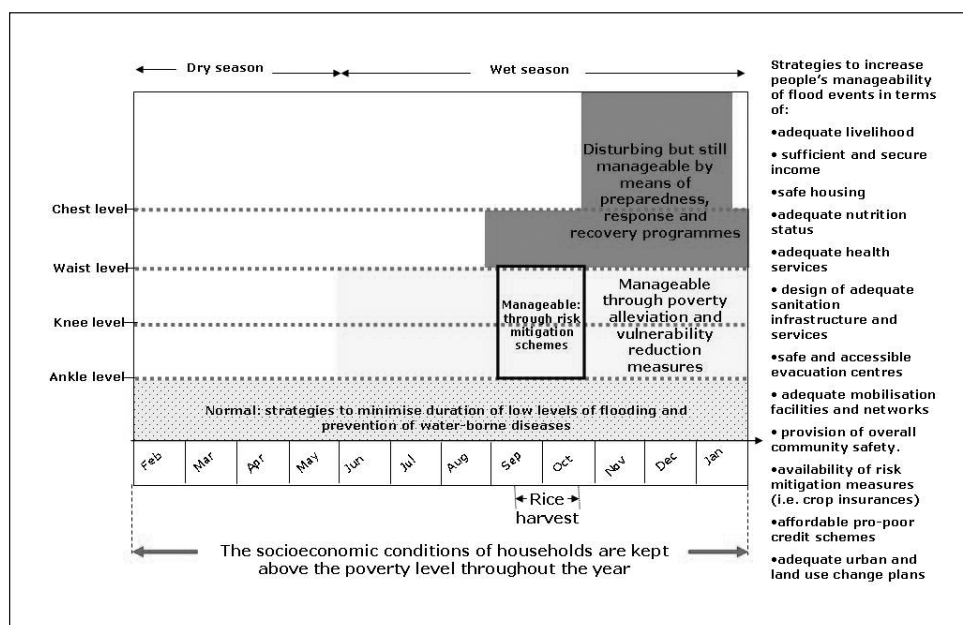 Dry season
Wet season
Chest level
Waist level
Knee level
Ankle level
Disturbing but still
manageable by
means of
preparedness,
response and
recovery programmes
Manageable:
through risk
mitigation
schemes
Manageable
through poverty
alleviation and
vulnerability
reduction
measures
Normal: strategies to minimise duration of low levels of flooding and
prevention of water-borne diseases
Feb
Mar
Apr
May
Jun
Jul
Aug
Sep
Oct
Nov
Dec
Jan
Rice
harvest
The socioeconomic conditions of households are kept
above the poverty level throughout the year
Strategies to increase
people's manageability
of flood events in terms
of:
•adequate livelihood
• sufficient and secure
income
•safe housing
•adequate nutrition
status
•adequate health
services
• design of adequate
sanitation
infrastructure and
services
•safe and accessible
evacuation centres
• adequate mobilisation
facilities and networks
• provision of overall
community safety.
•availability of risk
mitigation measures
(i.e. crop insurances)
•affordable pro-poor
credit schemes
•adequate urban and
land use change plans